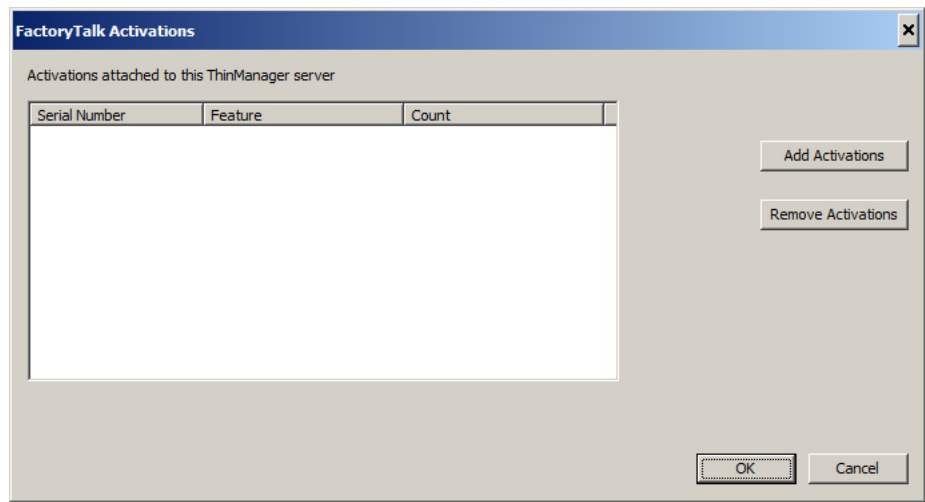 FactoryTalk Activations
Activations attached to this ThinManager server
Serial Number Feature Count
Add Activations
Remove Activations
OK Cancel